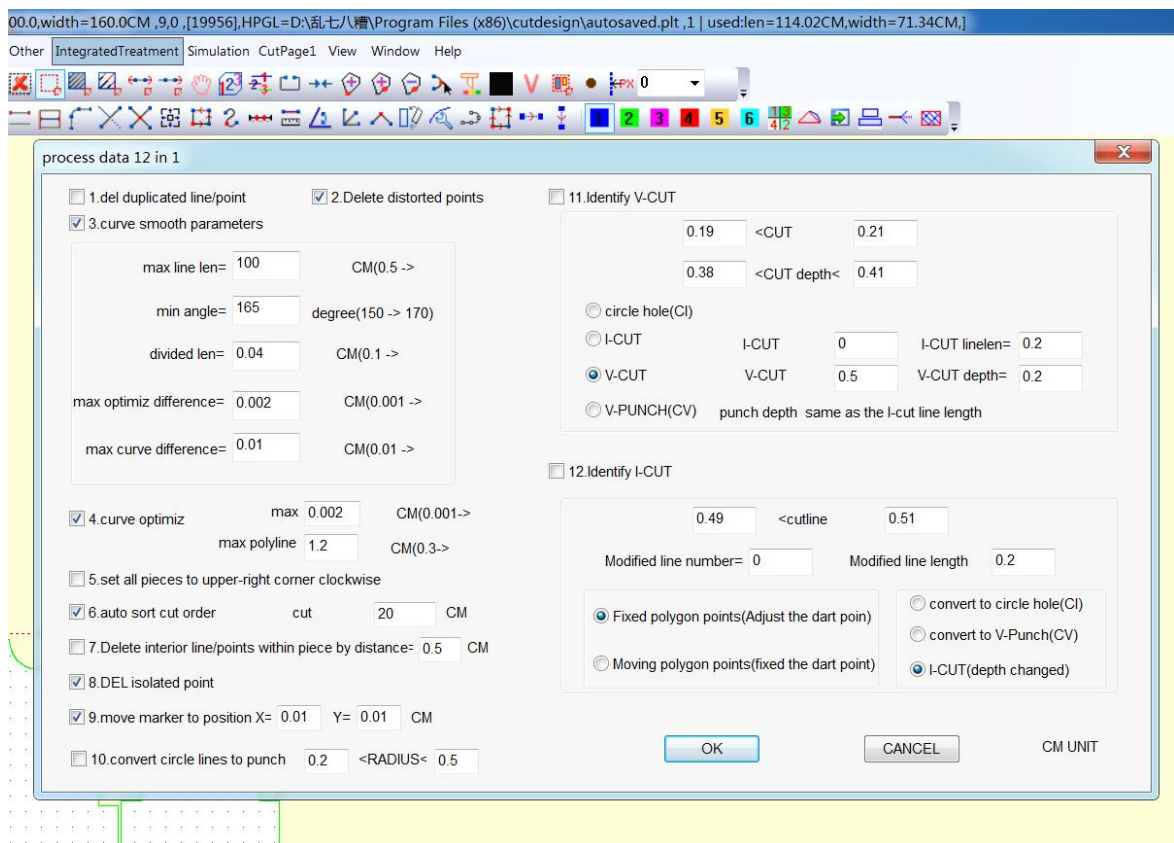 00.0,width=160.0CM ,9,0 ,[19956],HPGL=D:\乱七八糟\Program Files (x86)\cutdesign\autosaved.plt ,1 | used:len=114.02CM,width=71.34CM,]
Other IntegratedTreatment Simulation CutPage1 View Window Help
123 2 1 3 V PX 0
2 1 2 3 4 5 6 1 3 4 2
process data 12 in 1
1.del duplicated line/point
2.Delete distorted points
3.curve smooth parameters
max line len= 100 CM(0.5 ->
min angle= 165 degree(150 -> 170)
divided len= 0.04 CM(0.1 ->
max optimiz difference= 0.002 CM(0.001 ->
max curve difference= 0.01 CM(0.01 ->
4.curve optimiz max 0.002 CM(0.001->
max polyline 1.2 CM(0.3->
5.set all pieces to upper-right corner clockwise
6.auto sort cut order cut 20 CM
7.Delete interior line/points within piece by distance= 0.5 CM
8.DEL isolated point
9.move marker to position X= 0.01 Y= 0.01 CM
10.convert circle lines to punch 0.2 <RADIUS< 0.5
11.Identify V-CUT
0.19 <CUT 0.21
0.38 <CUT depth< 0.41
circle hole(CI)
I-CUT I-CUT 0 I-CUT linelen= 0.2
V-CUT V-CUT 0.5 V-CUT depth= 0.2
V-PUNCH(CV) punch depth same as the I-cut line length
12.Identify I-CUT
0.49 <cutline 0.51
Modified line number= 0 Modified line length 0.2
Fixed polygon points(Adjust the dart poin)
Moving polygon points(fixed the dart point)
convert to circle hole(CI)
convert to V-Punch(CV)
I-CUT(depth changed)
OK CANCEL CM UNIT